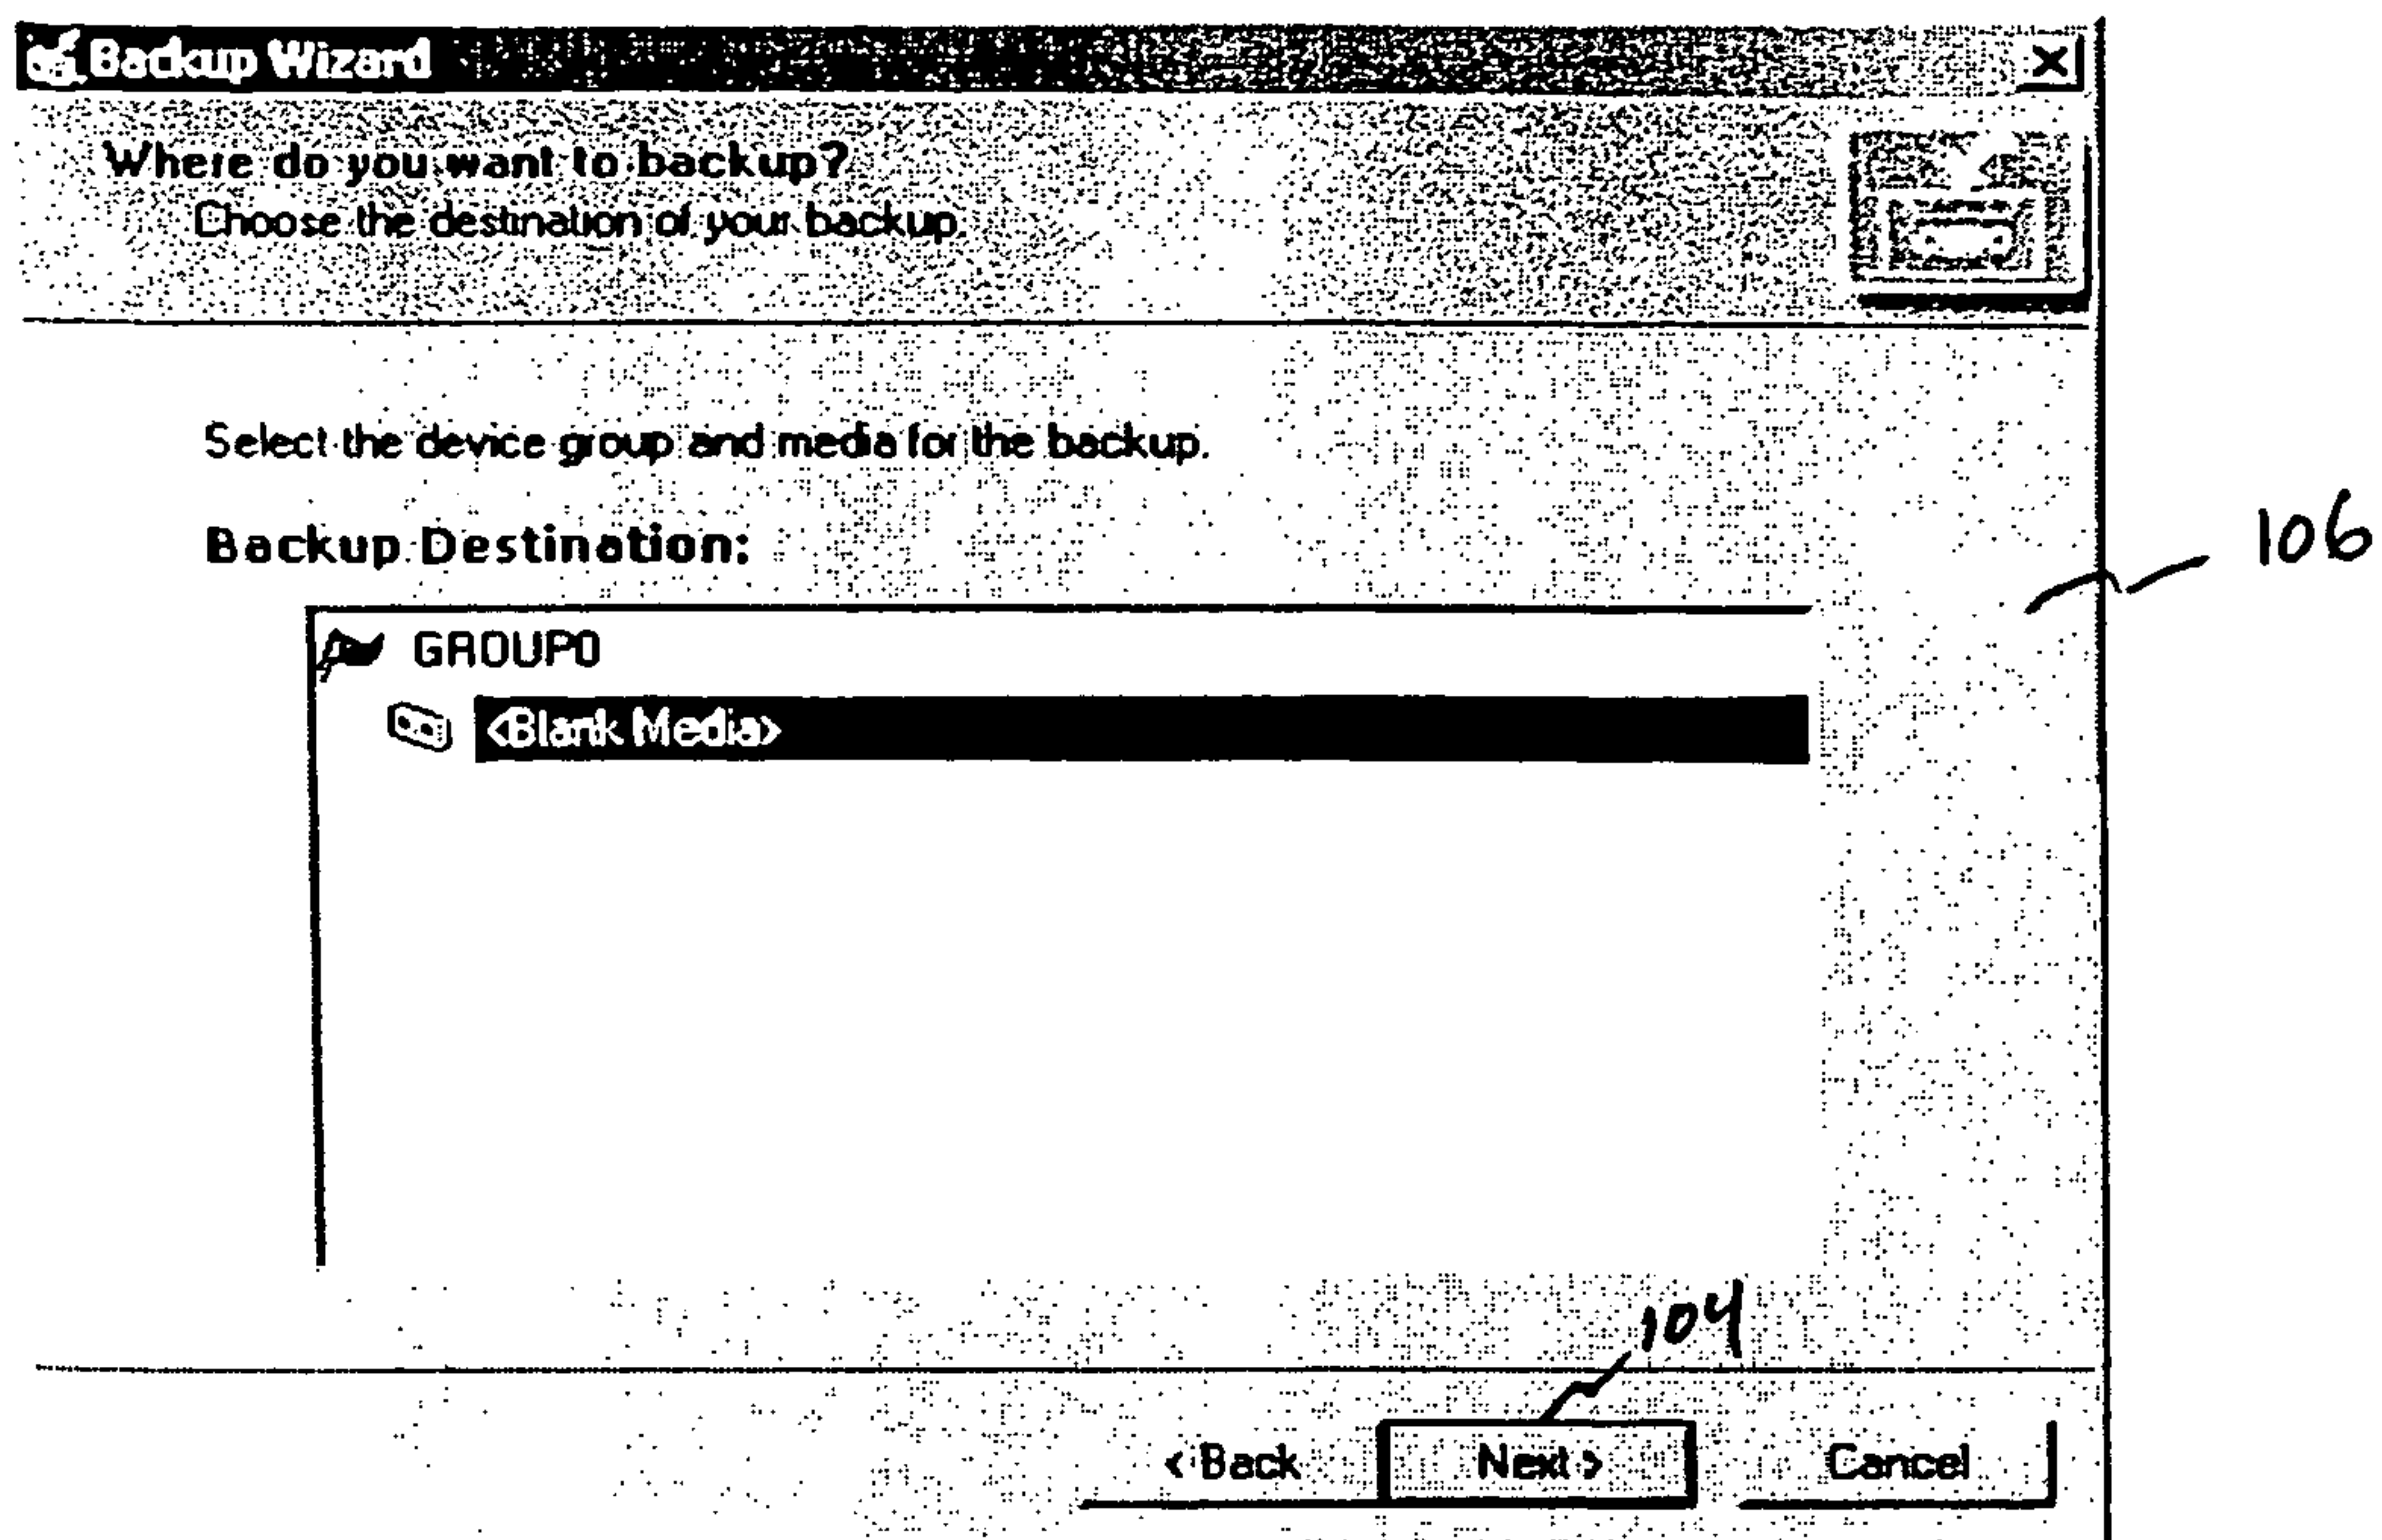 Backup Wizard
Where do you want to backup?
Choose the destination of your backup.
Select the device group and media for the backup.
Backup Destination:
106
GROUP0
<Blank Media>
104
< Back Next > Cancel